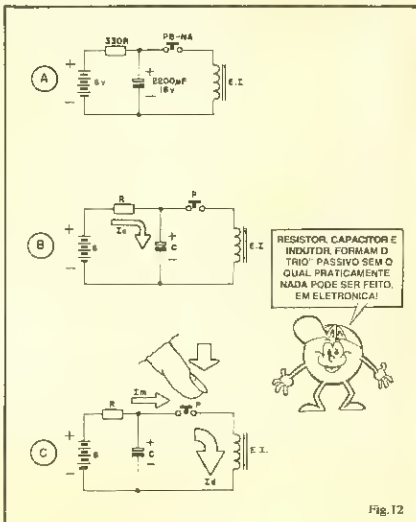 330R
PB-NA
A
+
6v
-
+
2200µF
16v
-
E.I
B
R
P
Ic
+
B
-
+
C
-
E.I.
RESISTOR, CAPACITOR E
INDUTOR, FORMAM O
TRIO" PASSIVO SEM O
QUAL PRATICAMENTE
NADA PODE SER FEITO,
EM ELETRONICA!
C
R
Im
P
+
B
-
+
C
-
E.I.
Id
Fig.12